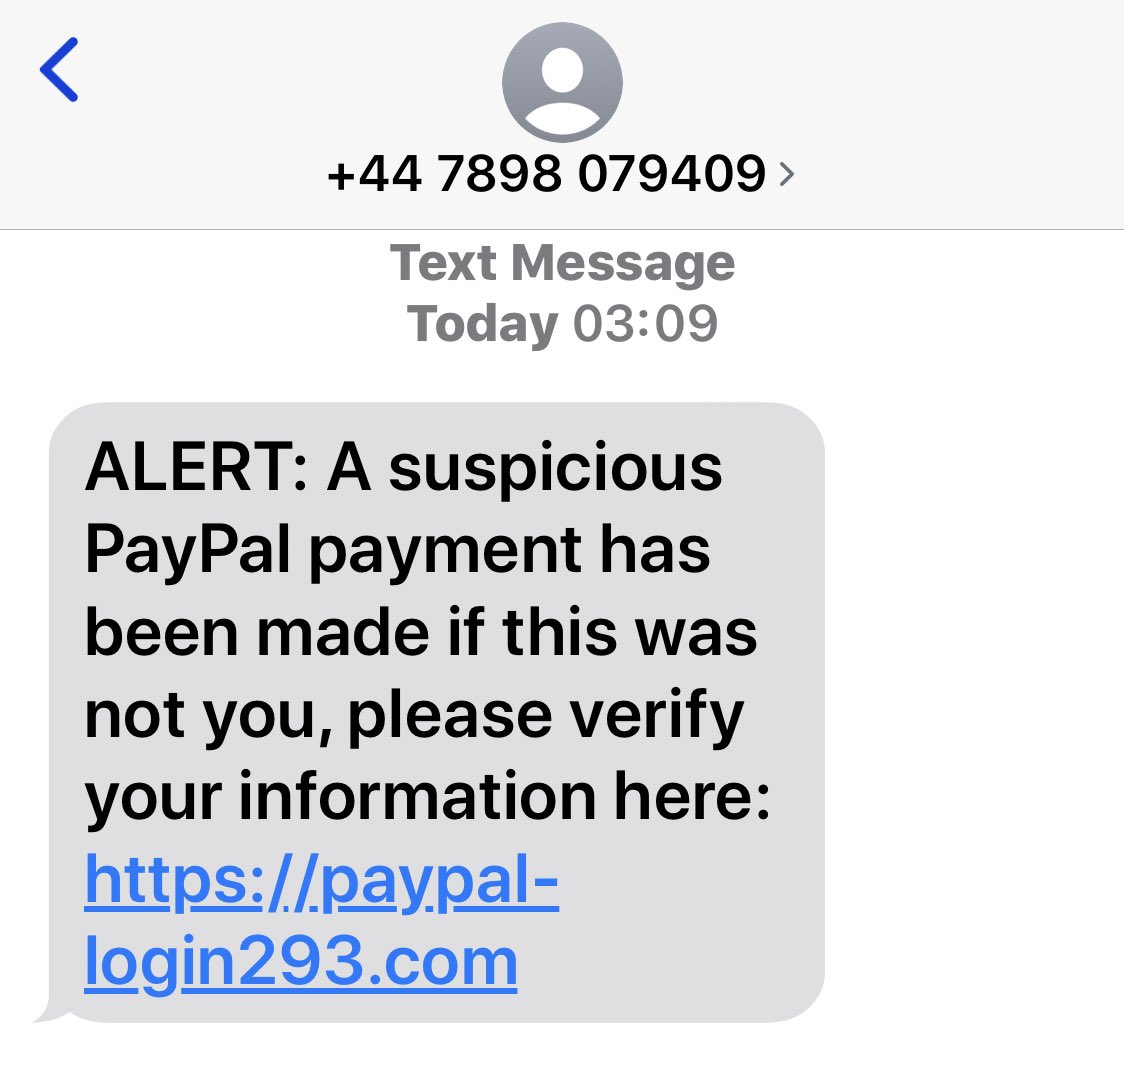 +44 7898 079409 >
Text Message
Today 03:09
ALERT: A suspicious
PayPal payment has
been made if this was
not you, please verify
your information here:
https://paypal-
login293.com